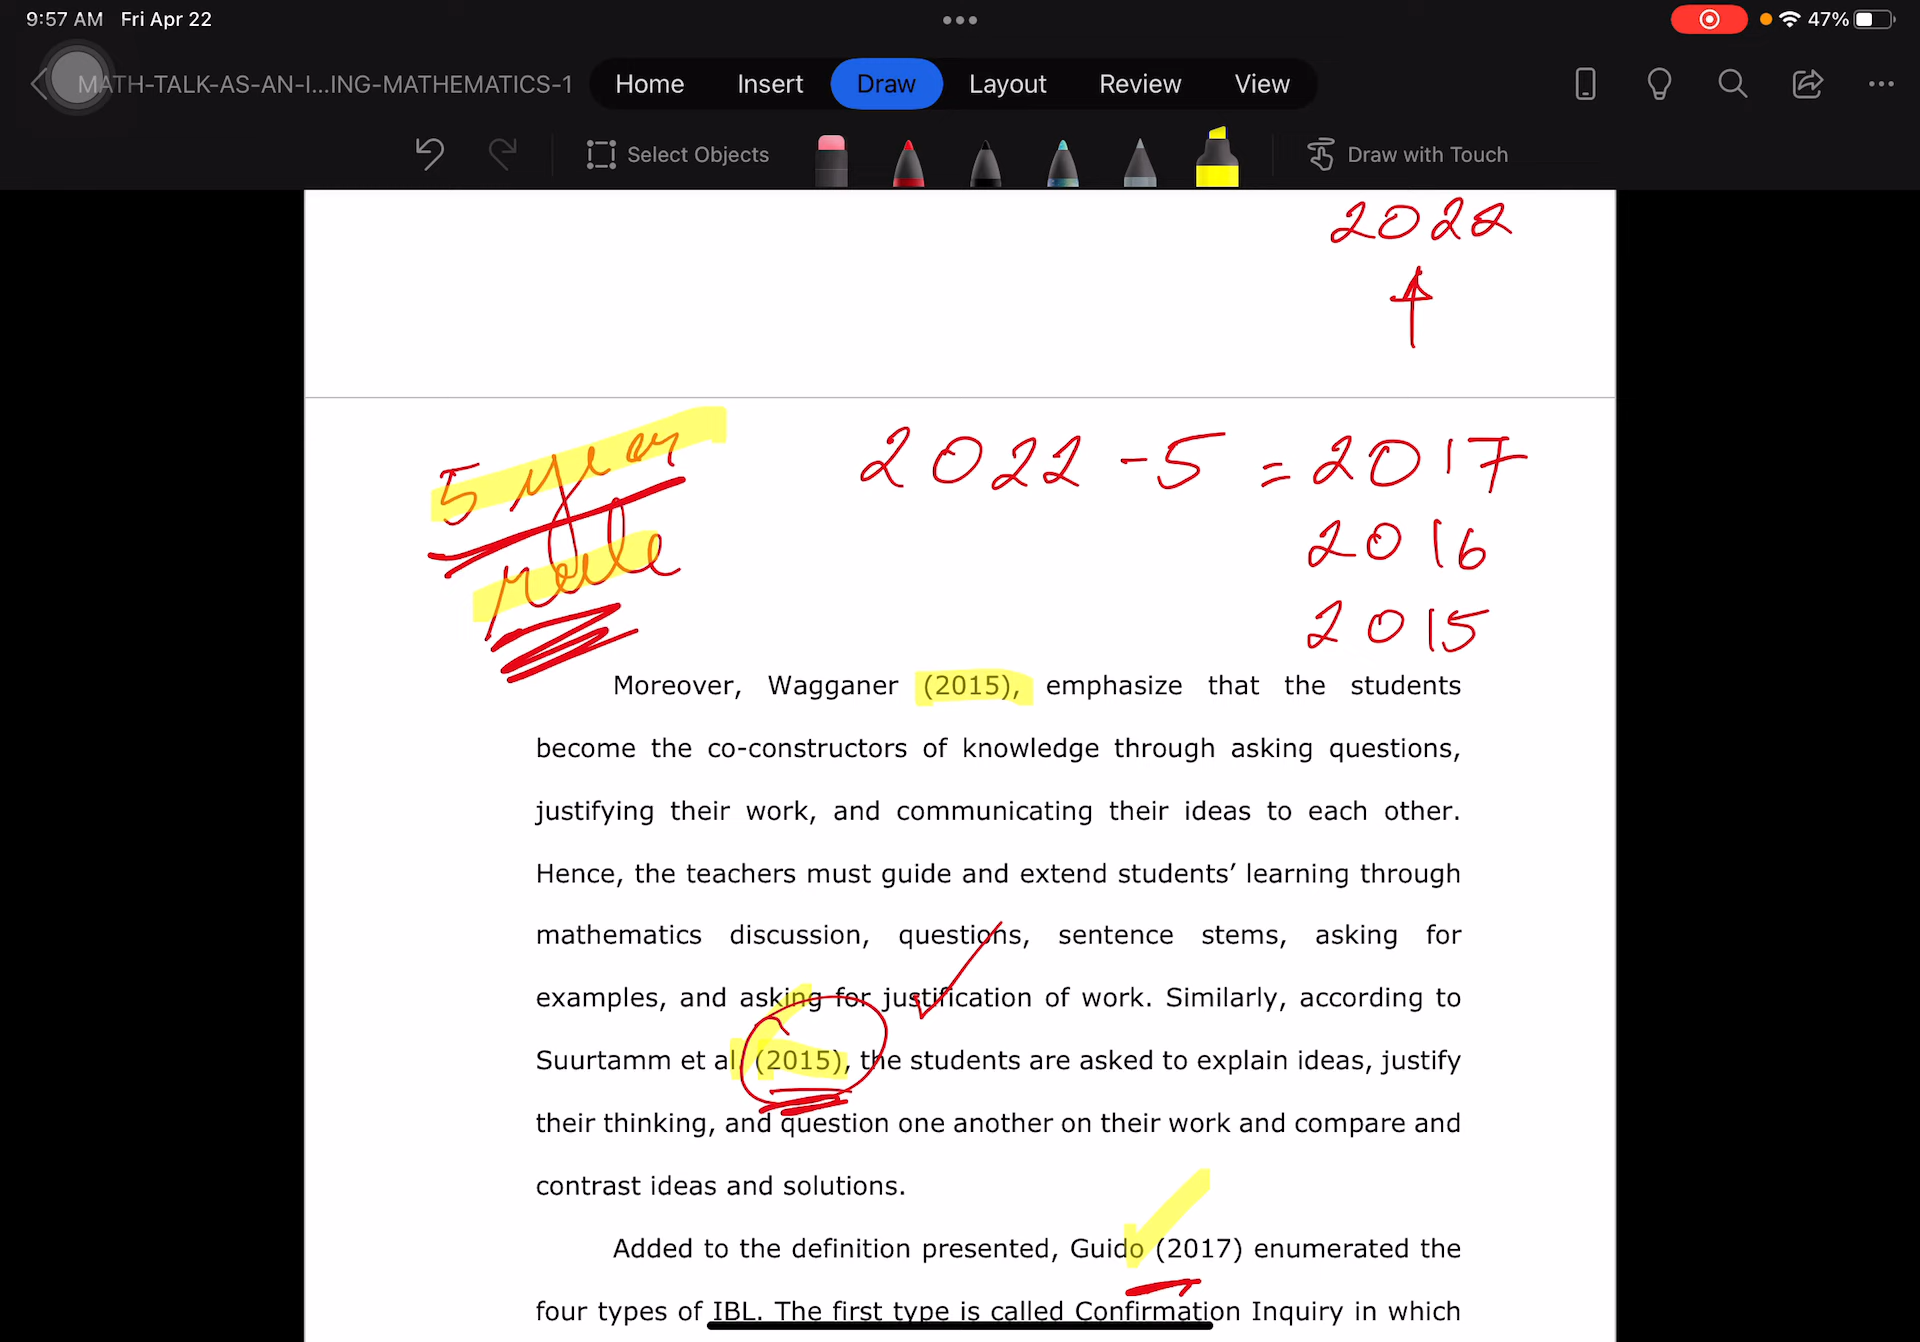 9:57 AM Fri Apr 22
47%
MATH-TALK-AS-AN-I...ING-MATHEMATICS-1
Home Insert Draw Layout Review View
Select Objects
Draw with Touch
2022
5 year
rule
2022 - 5 = 2017
2016
2015
Moreover, Wagganer (2015), emphasize that the students
become the co-constructors of knowledge through asking questions,
justifying their work, and communicating their ideas to each other.
Hence, the teachers must guide and extend students’ learning through
mathematics discussion, questions, sentence stems, asking for
examples, and asking for justification of work. Similarly, according to
Suurtamm et al. (2015), the students are asked to explain ideas, justify
their thinking, and question one another on their work and compare and
contrast ideas and solutions.
Added to the definition presented, Guido (2017) enumerated the
four types of IBL. The first type is called Confirmation Inquiry in which